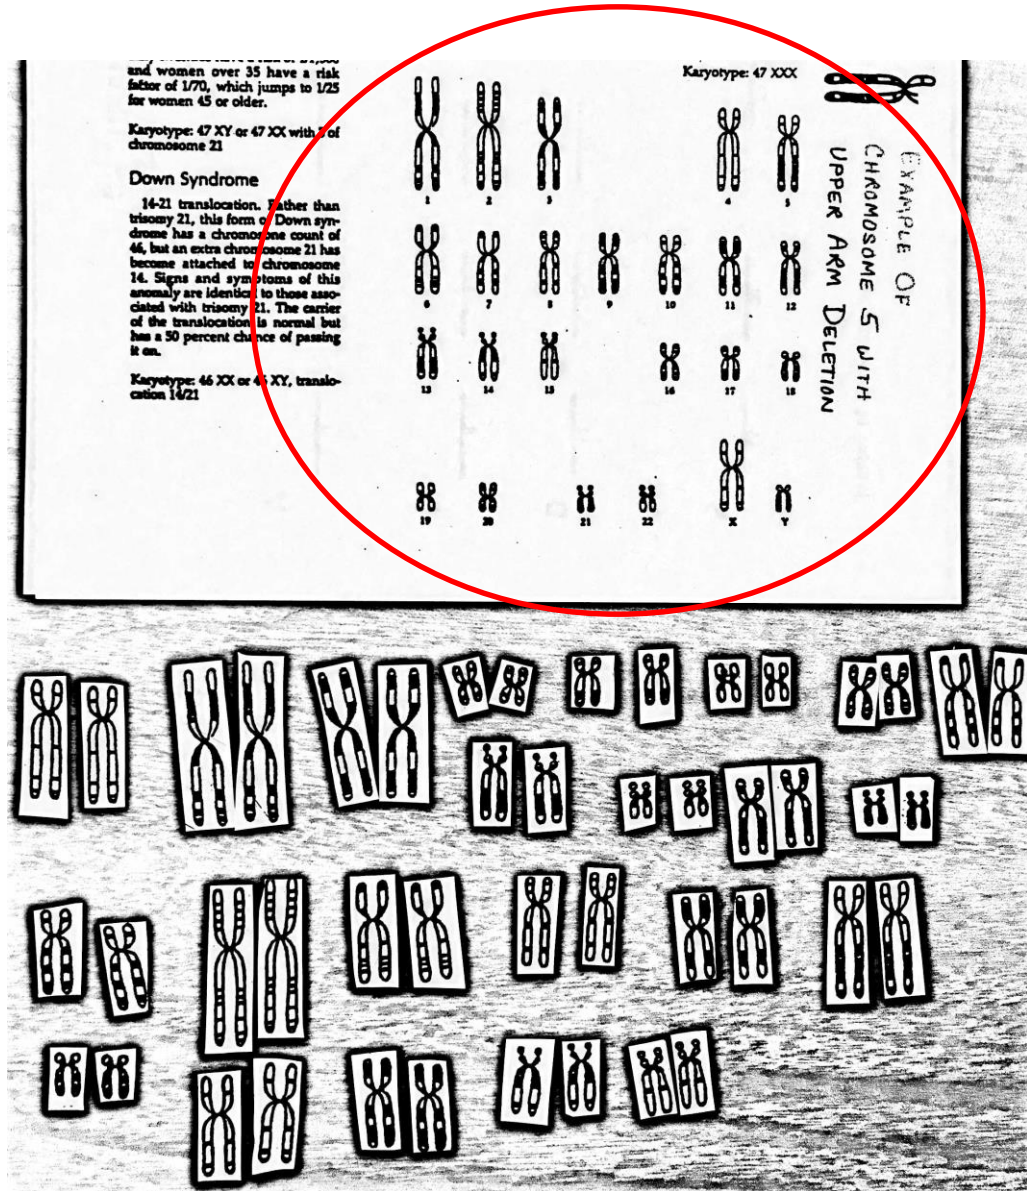 and women over 35 have a risk
factor of 1/70, which jumps to 1/25
for women 45 or older.
Karyotype: 47 XY or 47 XX with 3 of
chromosome 21
Down Syndrome
14-21 translocation. Rather than
trisomy 21, this form of Down syn-
drome has a chromosome count of
46, but an extra chromosome 21 has
become attached to chromosome
14. Signs and symptoms of this
anomaly are identical to those asso-
ciated with trisomy 21. The carrier
of the translocation is normal but
has a 50 percent chance of passing
it on.
Karyotype: 46 XX or 46 XY, translo-
cation 14/21
Karyotype: 47 XXX
1 2 3 4 5
6 7 8 9 10 11 12
13 14 15 16 17 18
19 20 21 22 X Y
EXAMPLE OF
CHROMOSOME 5 WITH
UPPER ARM DELETION